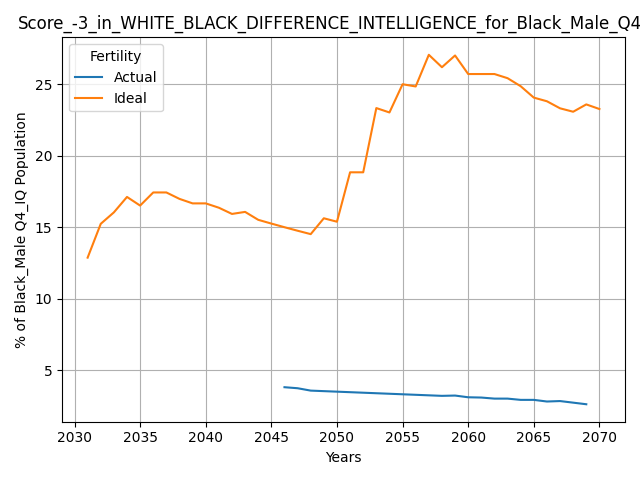 Score_-3_in_WHITE_BLACK_DIFFERENCE_INTELLIGENCE_for_Black_Male_Q4
Fertility
Actual
Ideal
% of Black_Male Q4_IQ Population
25
20
15
10
5
2030 2035 2040 2045 2050 2055 2060 2065 2070
Years